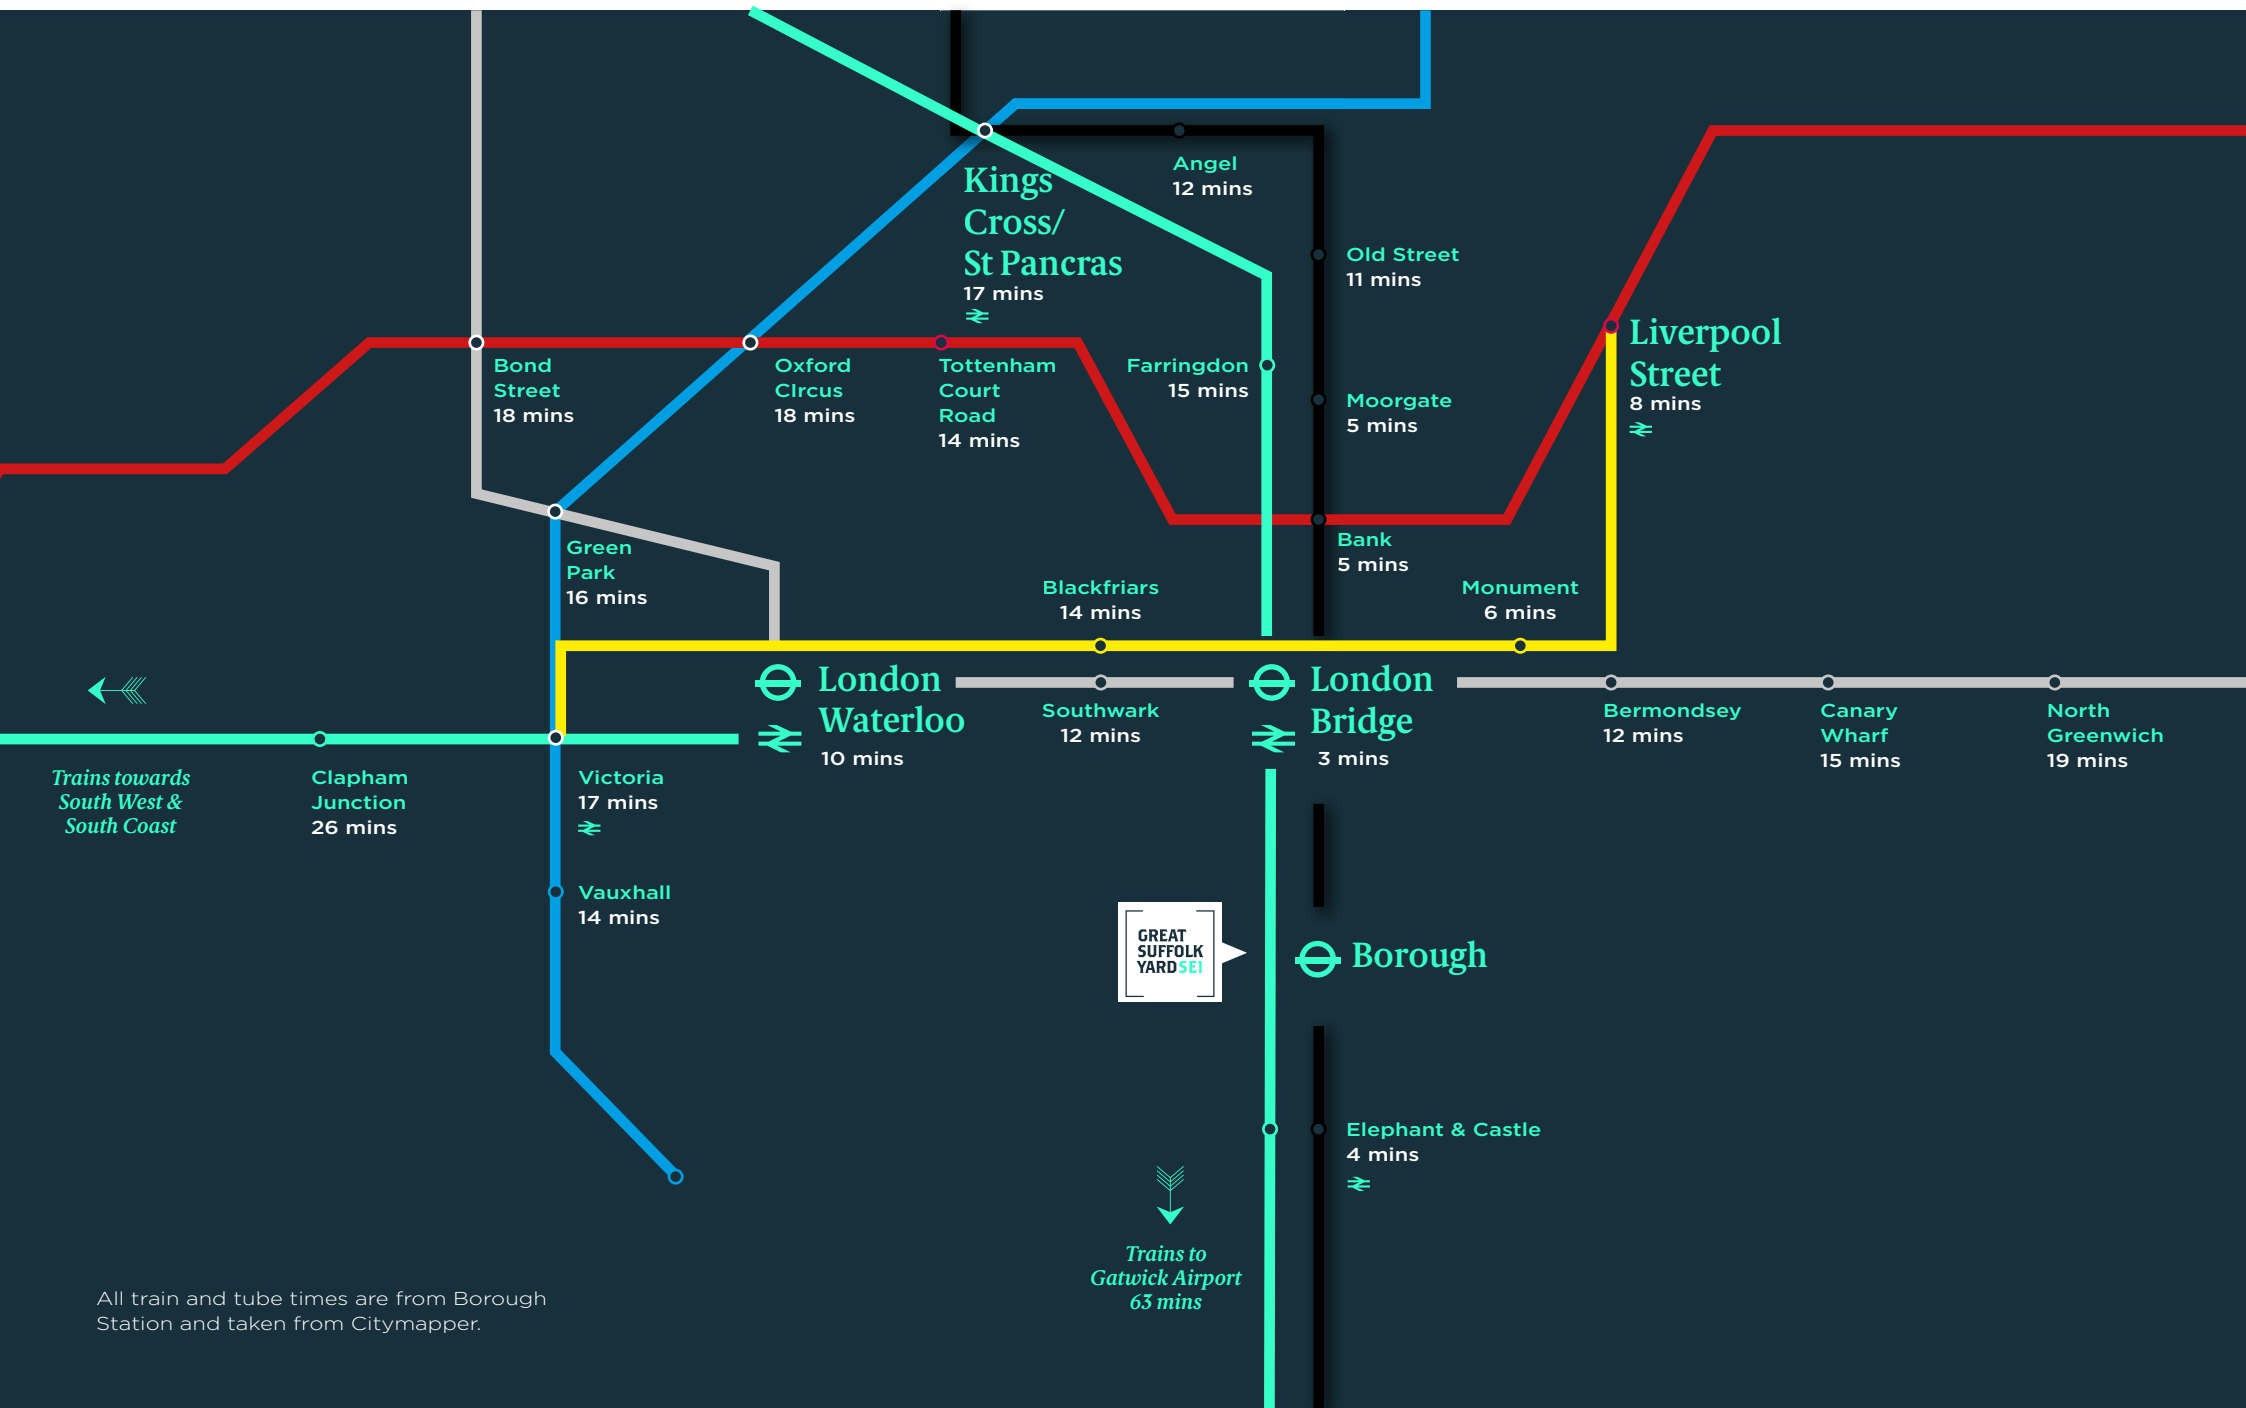 Angel
12 mins
Kings
Cross/
St Pancras
17 mins
Old Street
11 mins
Liverpool
Street
8 mins
Bond
Street
18 mins
Oxford
CIrcus
18 mins
Tottenham
Court
Road
14 mins
Farringdon
15 mins
Moorgate
5 mins
Bank
5 mins
Green
Park
16 mins
Blackfriars
14 mins
Monument
6 mins
London
Waterloo
10 mins
Southwark
12 mins
London
Bridge
3 mins
Bermondsey
12 mins
Canary
Wharf
15 mins
North
Greenwich
19 mins
Trains towards
South West &
South Coast
Clapham
Junction
26 mins
Victoria
17 mins
Vauxhall
14 mins
GREAT
SUFFOLK
YARDSE1
Borough
Elephant & Castle
4 mins
Trains to
Gatwick Airport
63 mins
All train and tube times are from Borough
Station and taken from Citymapper.